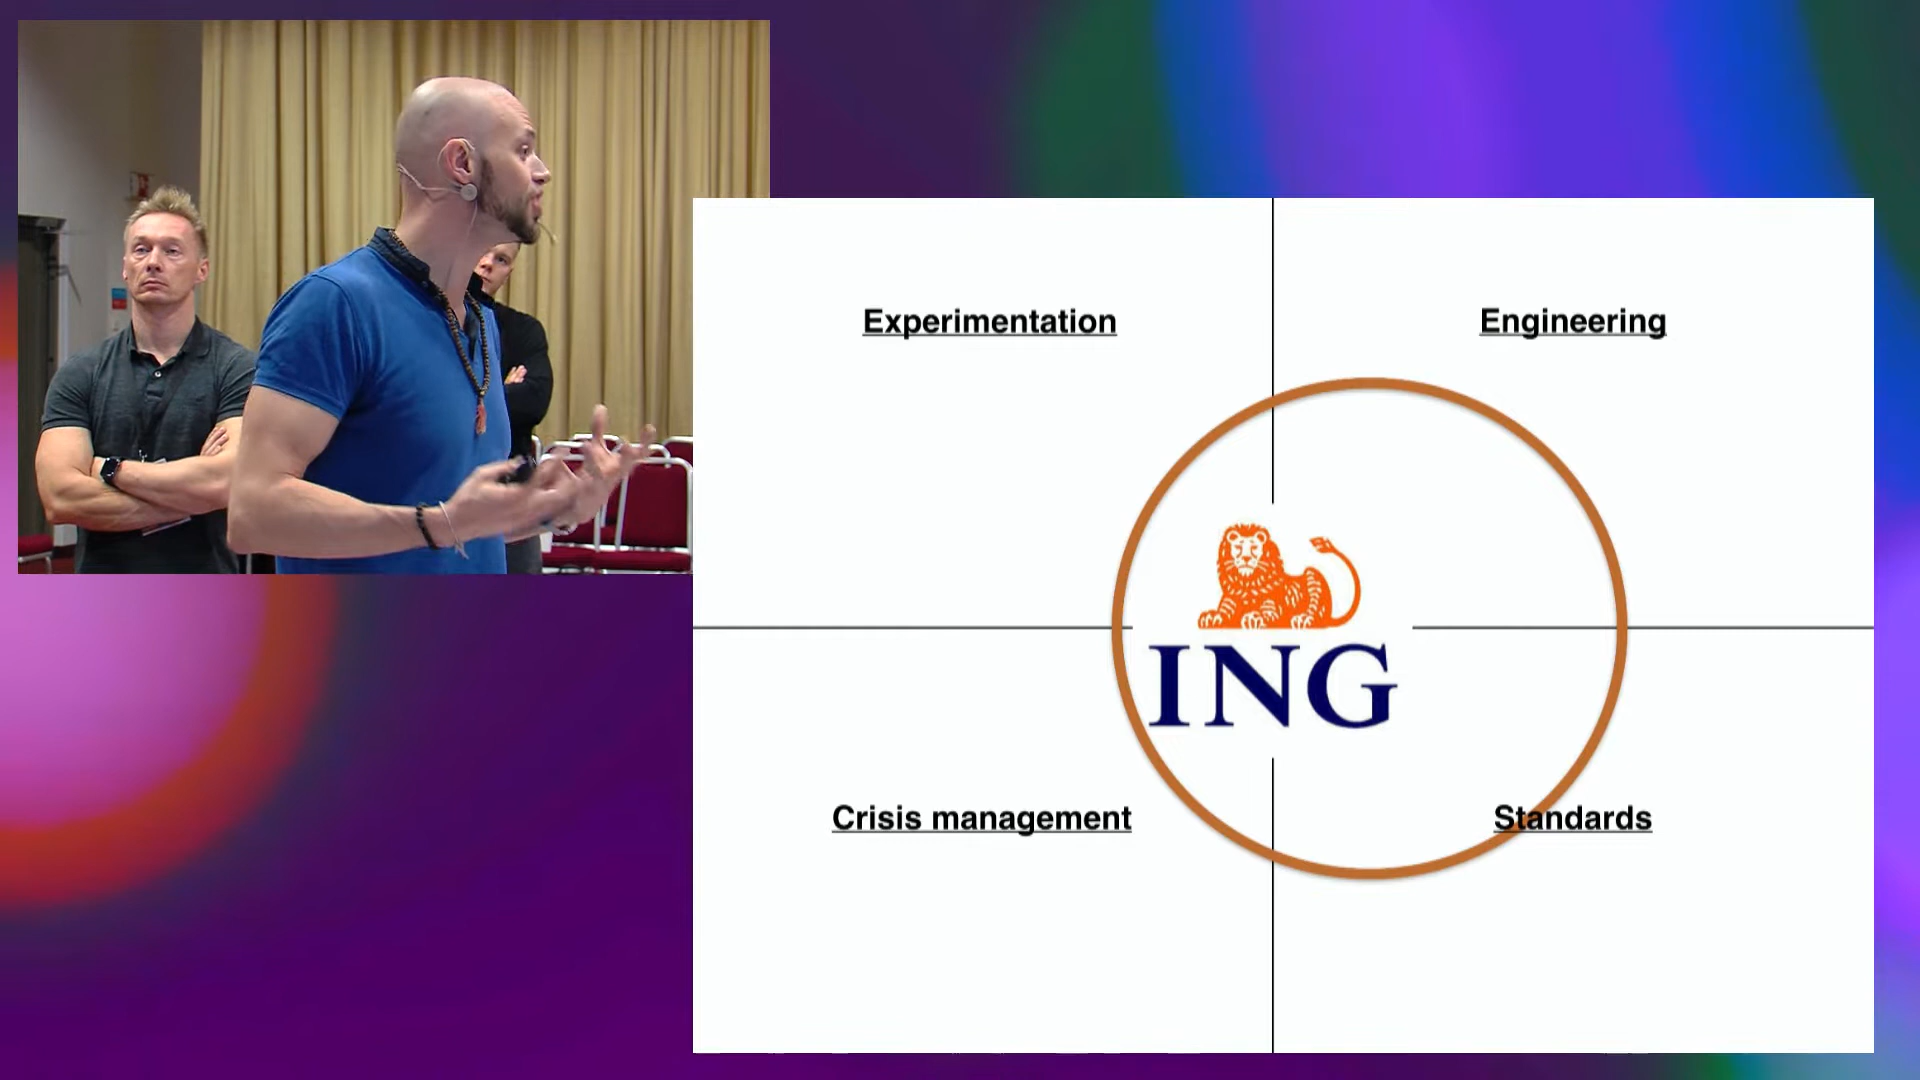 Experimentation
Engineering
ING
Crisis management
Standards